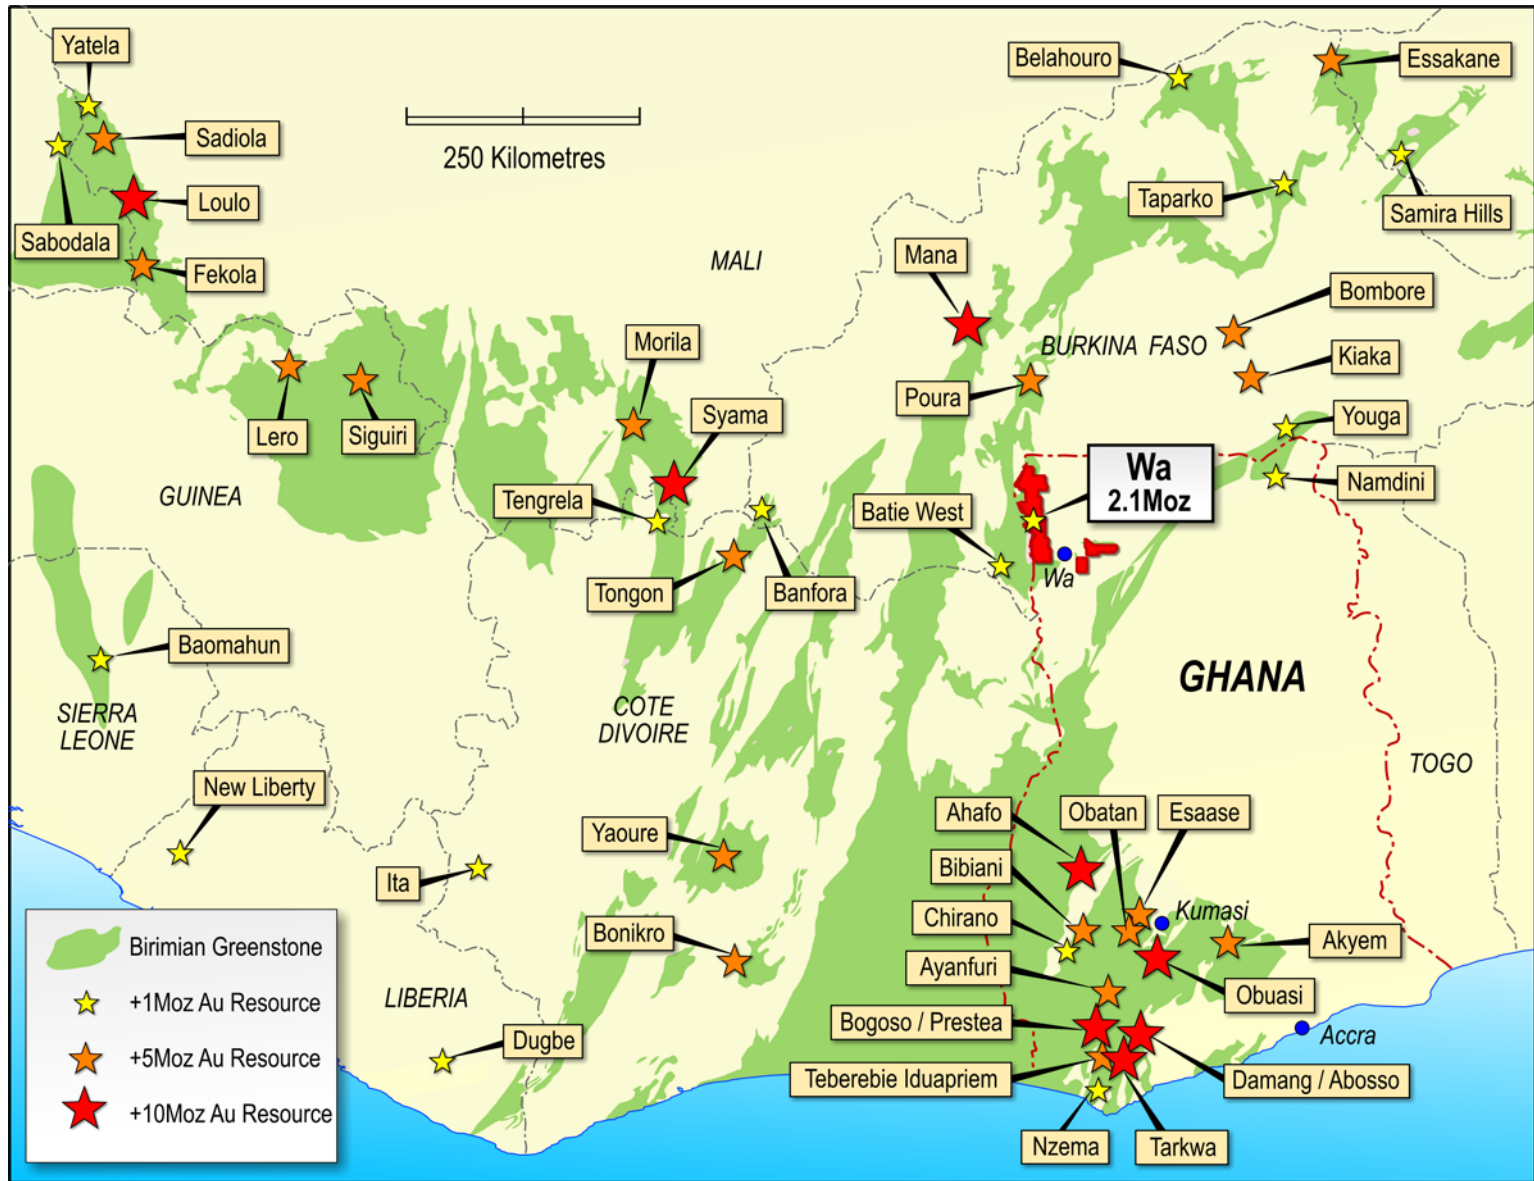 Yatela
Belahouro
Essakane
Sadiola
250 Kilometres
Taparko
Samira Hills
Loulo
Sabodala
Fekola
MALI
Mana
Bombore
BURKINA FASO
Kiaka
Morila
Poura
Syama
Youga
Lero
Siguiri
Wa
2.1Moz
Namdini
GUINEA
Tengrela
Batie West
Wa
Tongon
Banfora
Baomahun
GHANA
SIERRA
LEONE
COTE
DIVOIRE
TOGO
New Liberty
Ahafo
Obatan
Esaase
Yaoure
Bibiani
Ita
Chirano
Kumasi
Bonikro
Akyem
Ayanfuri
Obuasi
LIBERIA
Bogoso / Prestea
Accra
Dugbe
Teberebie Iduapriem
Damang / Abosso
Nzema
Tarkwa
Birimian Greenstone
+1Moz Au Resource
+5Moz Au Resource
+10Moz Au Resource